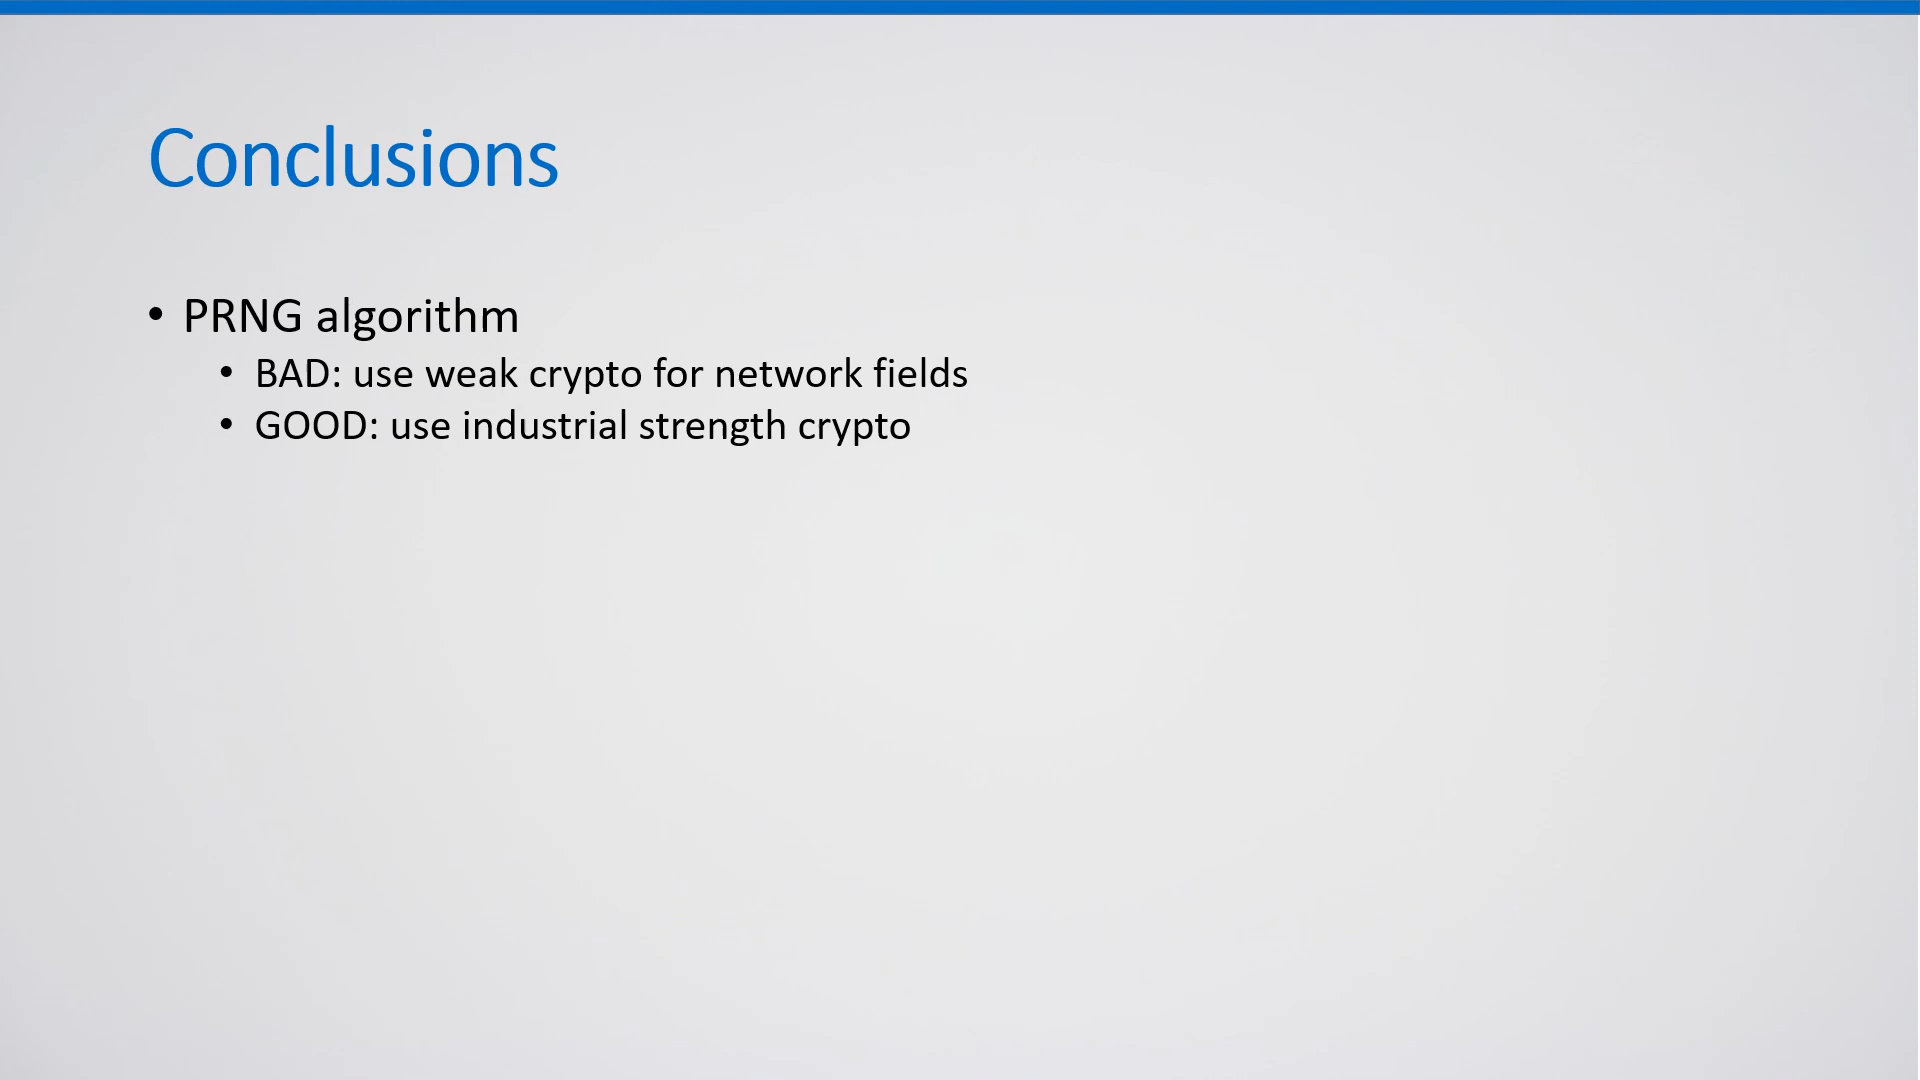 Conclusions
• PRNG algorithm
• BAD: use weak crypto for network fields
• GOOD: use industrial strength crypto